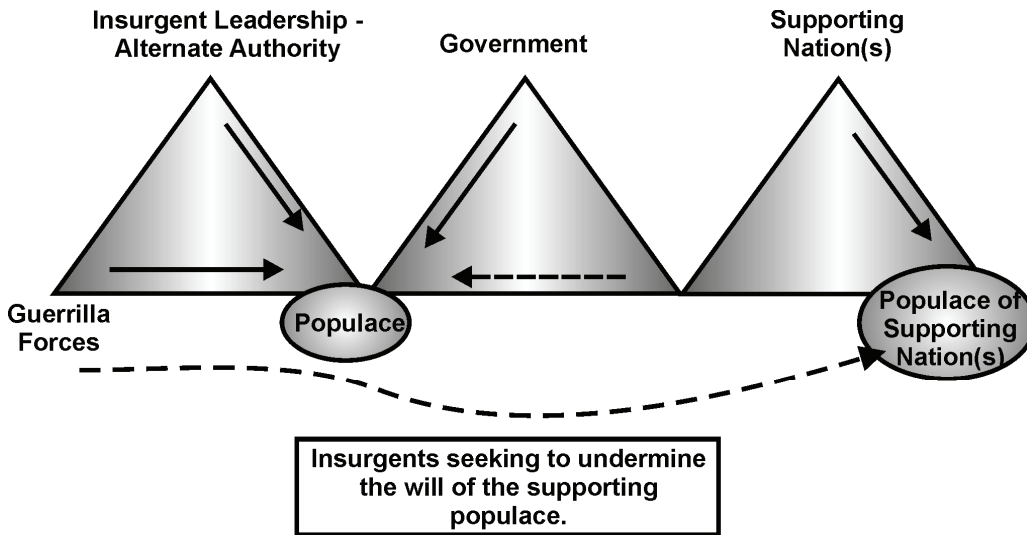 Insurgent Leadership -
Alternate Authority
Government
Supporting
Nation(s)
Guerrilla
Forces
Populace
Populace of
Supporting
Nation(s)
Insurgents seeking to undermine
the will of the supporting
populace.